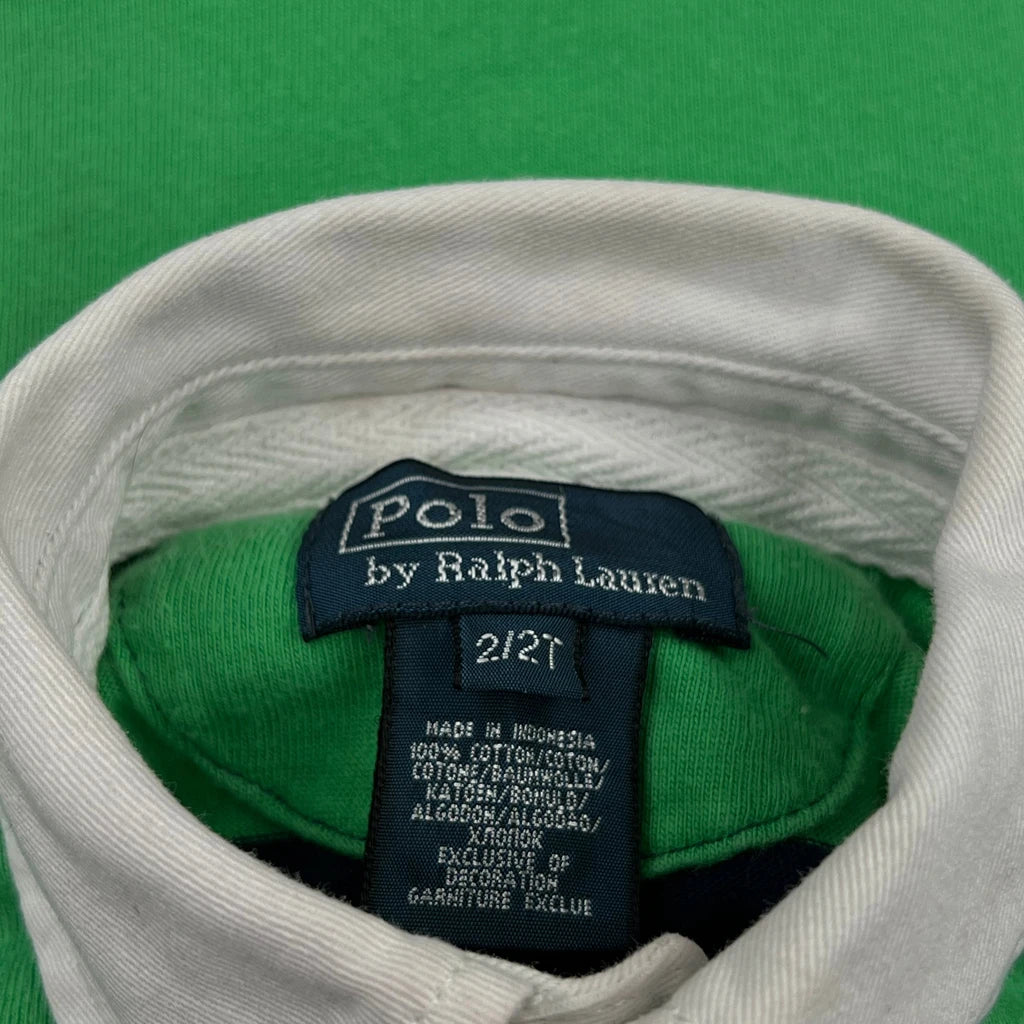 Polo
by Ralph Lauren
2/2T
MADE IN INDONESIA
100% COTTON/COTON/
COTONE/BAUMWOLLE/
KATOEN/BOMULD/
ALGODON/ALGODAO/
ХЛОПОК
EXCLUSIVE OF
DECORATION
GARNITURE EXCLUE